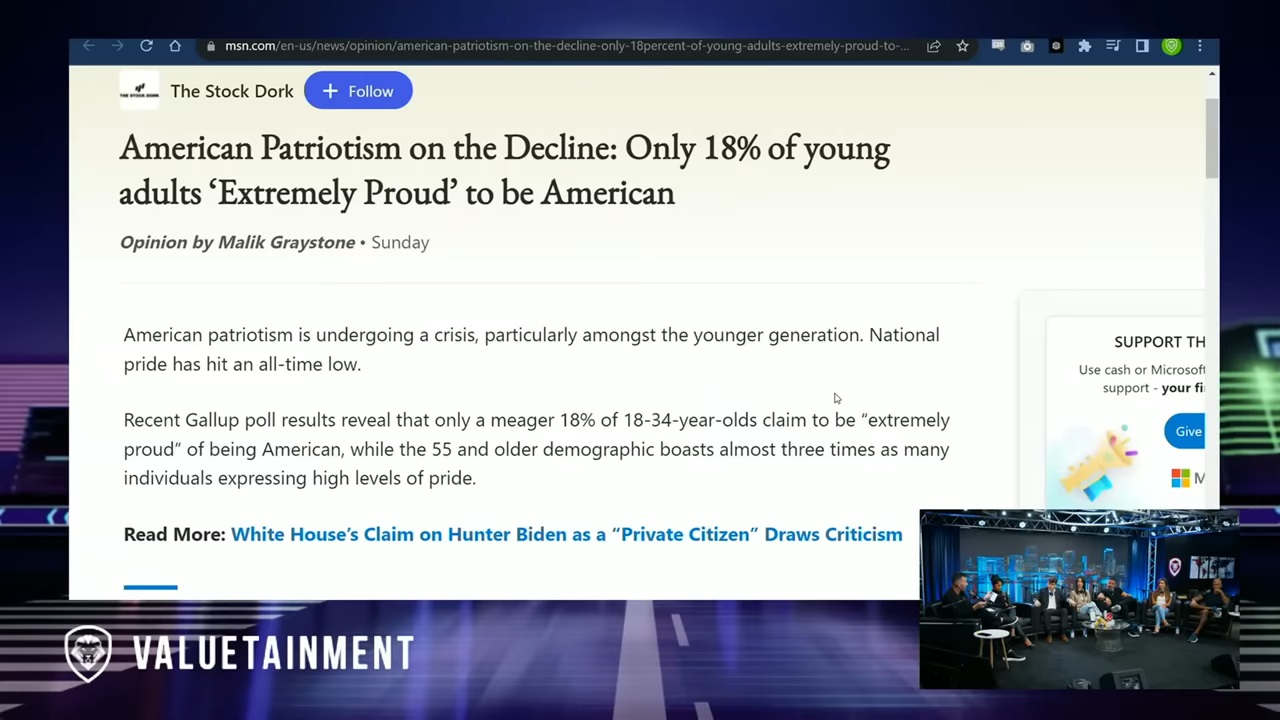 msn.com/en-us/news/opinion/american-patriotism-on-the-decline-only-18percent-of-young-adults-extremely-proud-to-...
THE STOCK DORK
The Stock Dork
+ Follow
American Patriotism on the Decline: Only 18% of young
adults ‘Extremely Proud’ to be American
Opinion by Malik Graystone • Sunday
American patriotism is undergoing a crisis, particularly amongst the younger generation. National
pride has hit an all-time low.
Recent Gallup poll results reveal that only a meager 18% of 18-34-year-olds claim to be “extremely
proud” of being American, while the 55 and older demographic boasts almost three times as many
individuals expressing high levels of pride.
Read More: White House’s Claim on Hunter Biden as a “Private Citizen” Draws Criticism
SUPPORT TH
Use cash or Microsoft
support - your fi
Give
M
VALUETAINMENT